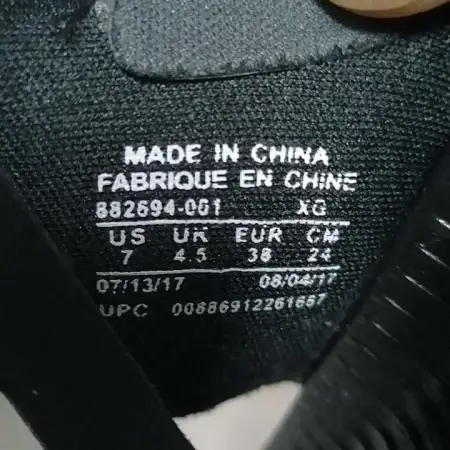 MADE IN CHINA
FABRIQUE EN CHINE
882694-001 XG
US UK EUR CM
7 4.5 38 24
07/13/17 08/04/17
UPC 00886912261667